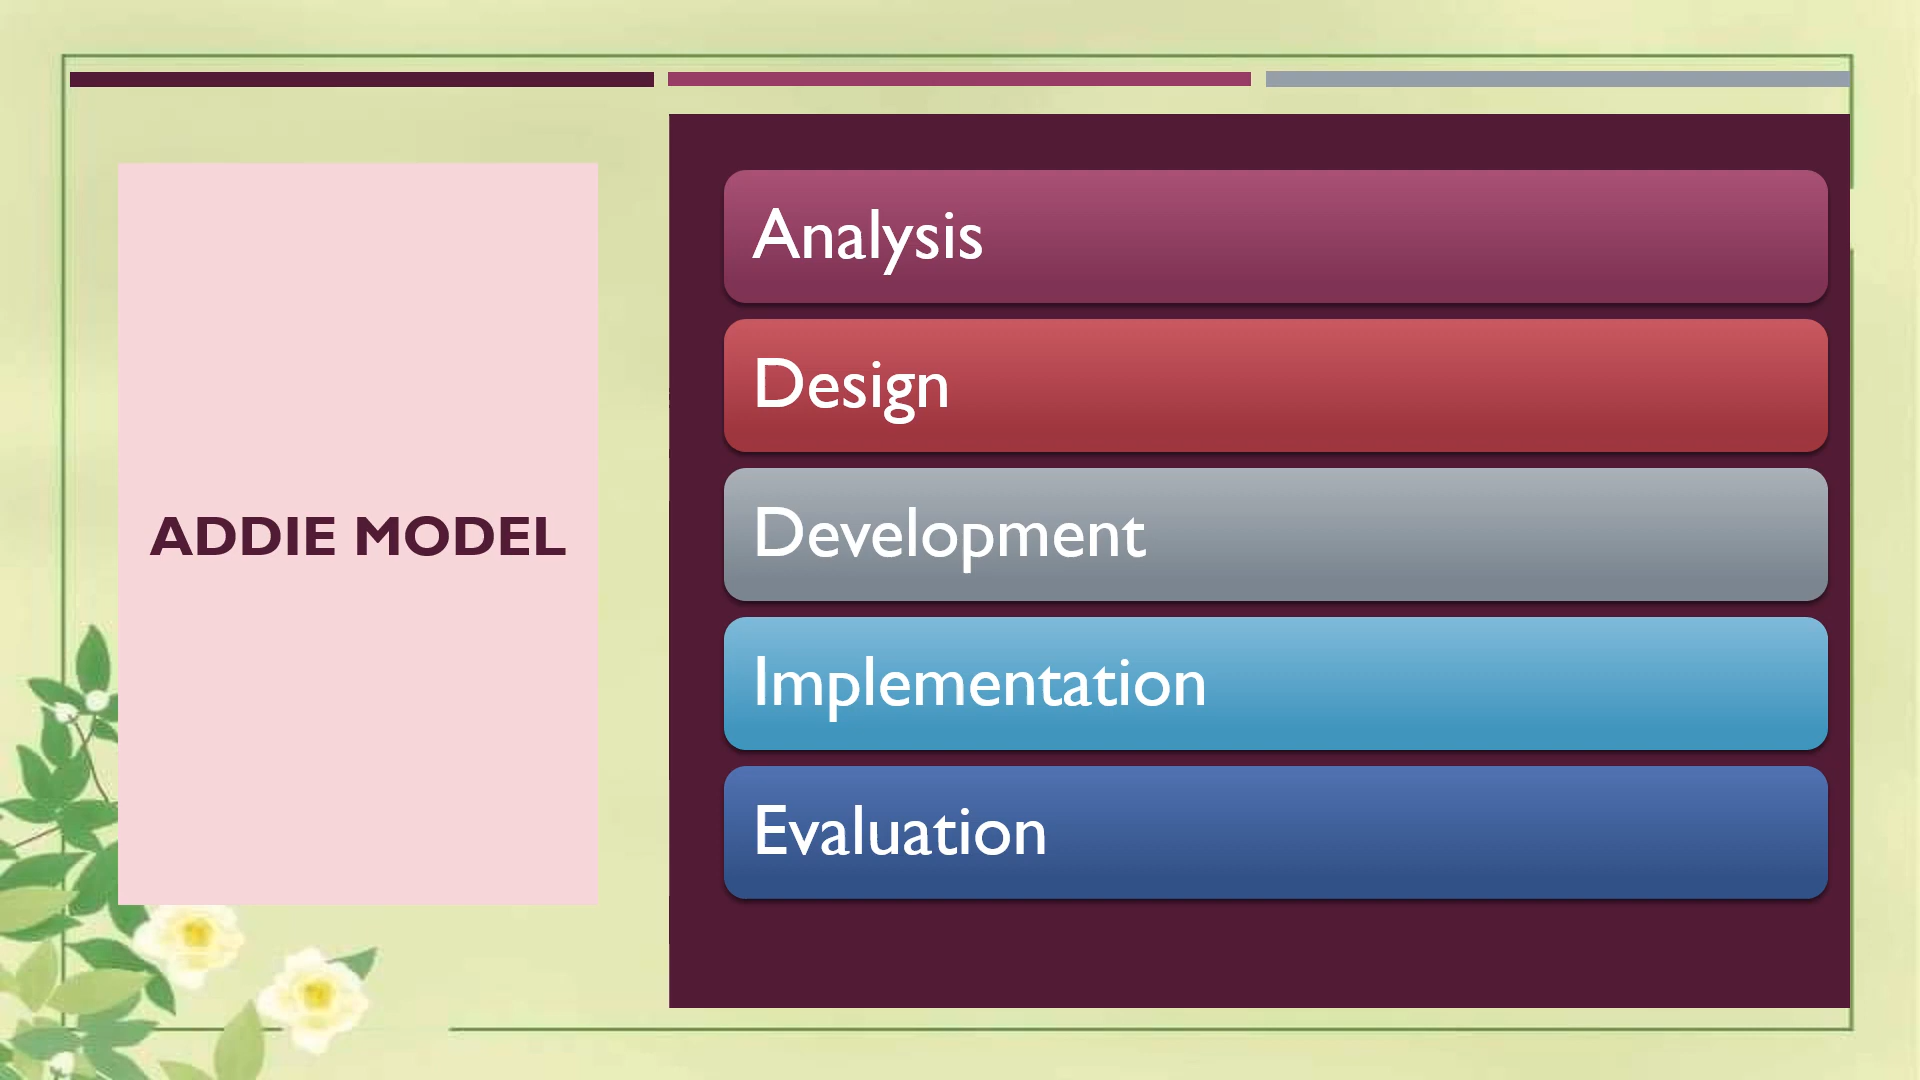 ADDIE MODEL
Analysis
Design
Development
Implementation
Evaluation